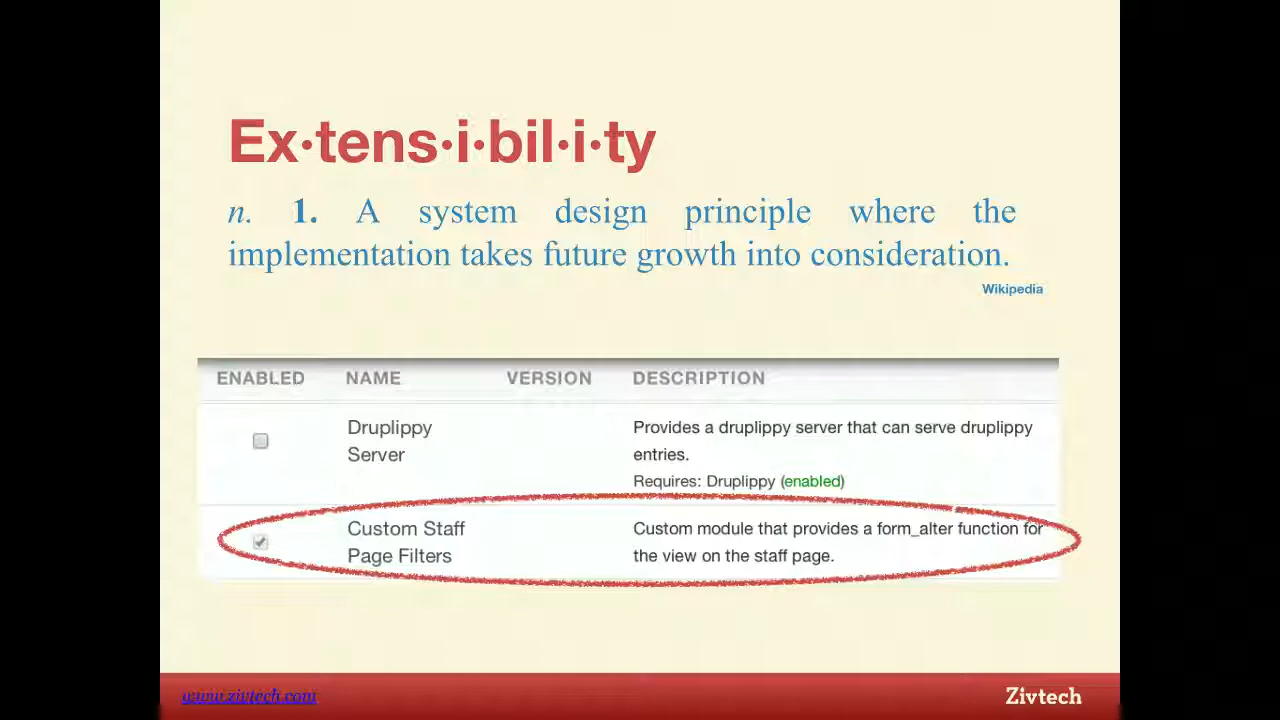 Ex·tens·i·bil·i·ty
n. 1. A system design principle where the
implementation takes future growth into consideration.
Wikipedia
ENABLED NAME VERSION DESCRIPTION
Druplippy Provides a druplippy server that can serve druplippy
Server entries.
Requires: Druplippy (enabled)
Custom Staff Custom module that provides a form_alter function for
Page Filters the view on the staff page.
www.zivtech.com Zivtech